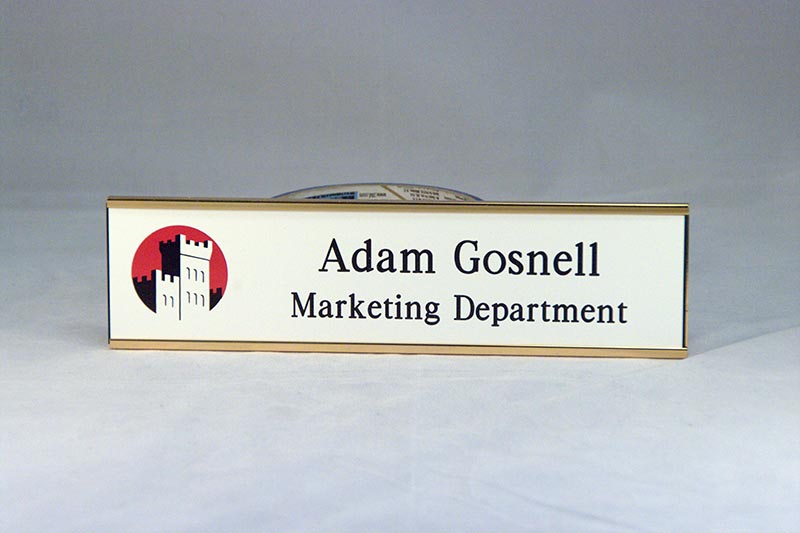 Adam Gosnell
Marketing Department